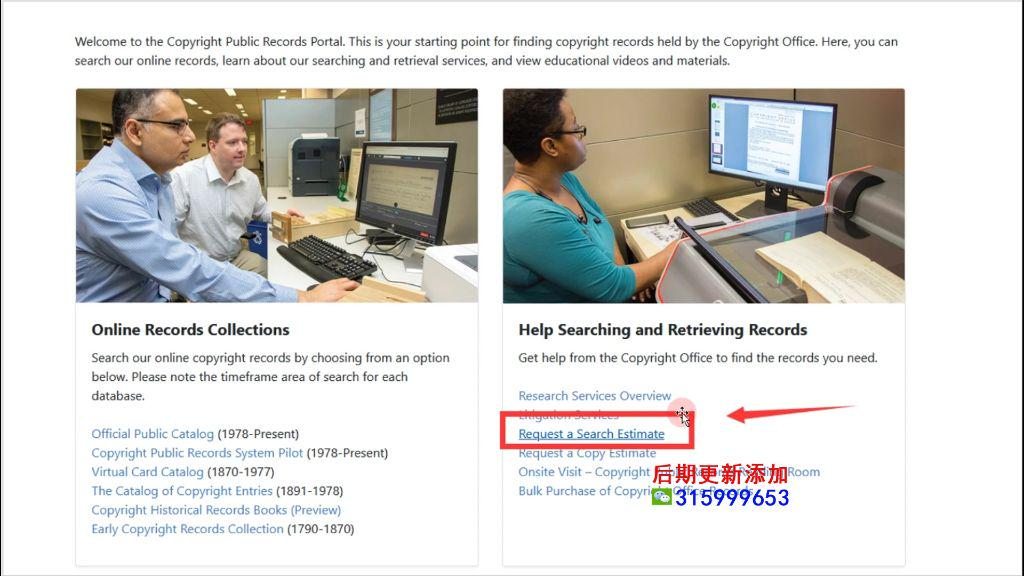 Welcome to the Copyright Public Records Portal. This is your starting point for finding copyright records held by the Copyright Office. Here, you can
search our online records, learn about our searching and retrieval services, and view educational videos and materials.
Online Records Collections
Search our online copyright records by choosing from an option
below. Please note the timeframe area of search for each
database.
Official Public Catalog (1978-Present)
Copyright Public Records System Pilot (1978-Present)
Virtual Card Catalog (1870-1977)
The Catalog of Copyright Entries (1891-1978)
Copyright Historical Records Books (Preview)
Early Copyright Records Collection (1790-1870)
Help Searching and Retrieving Records
Get help from the Copyright Office to find the records you need.
Research Services Overview
Litigation Services
Request a Search Estimate
Request a Copy Estimate
Onsite Visit – Copyright Room
Bulk Purchase of Copyright Office Records
后期更新添加
315999653